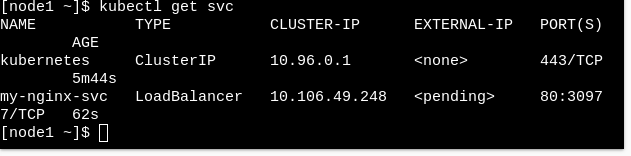 [node1 ~]$ kubectl get svc
NAME           TYPE           CLUSTER-IP      EXTERNAL-IP   PORT(S)
        AGE
kubernetes     ClusterIP      10.96.0.1       <none>        443/TCP
        5m44s
my-nginx-svc   LoadBalancer   10.106.49.248   <pending>     80:3097
7/TCP   62s
[node1 ~]$